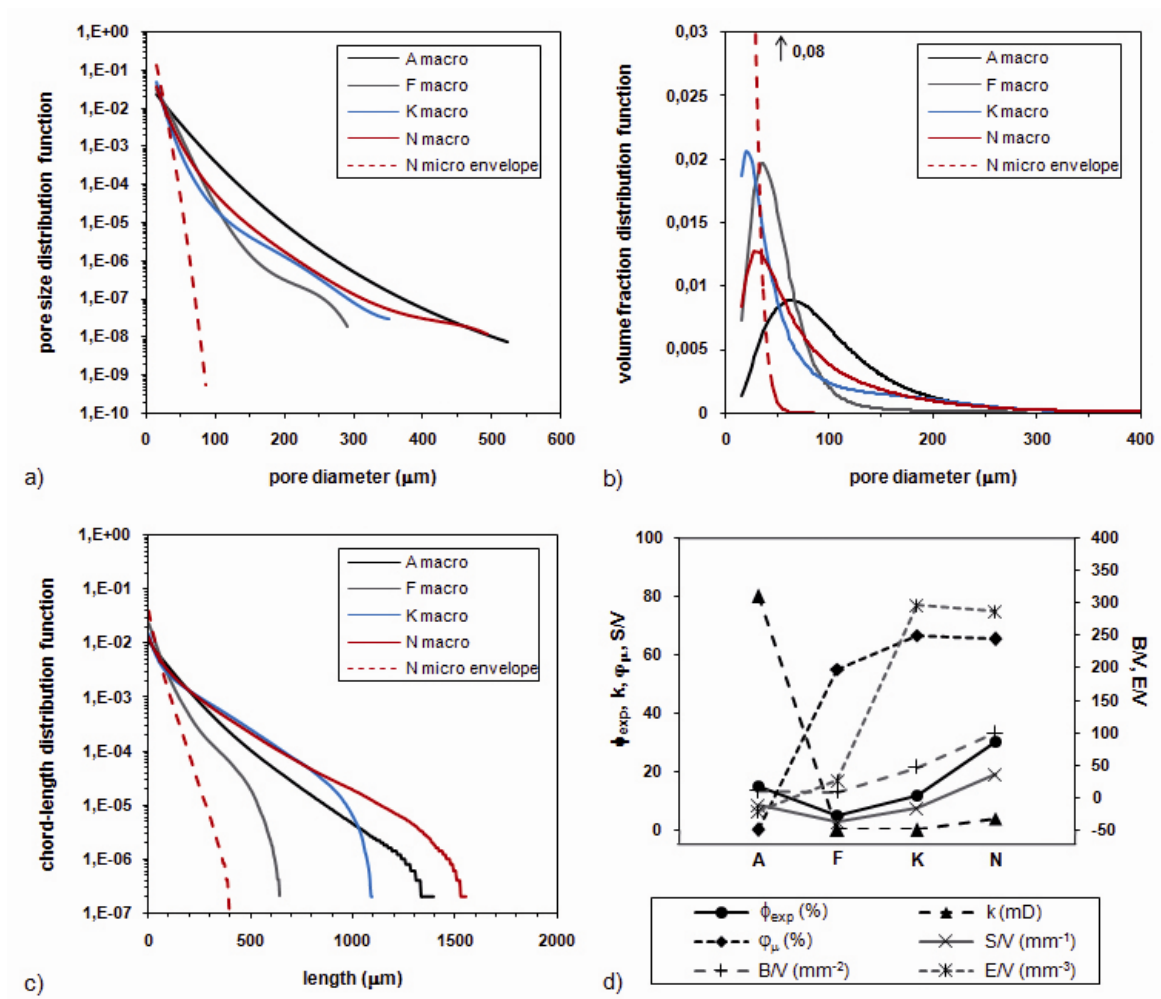 1,E+00
1,E-01
1,E-02
1,E-03
1,E-04
1,E-05
1,E-06
1,E-07
1,E-08
1,E-09
1,E-10
pore size distribution function
A macro
F macro
K macro
N macro
N micro envelope
0 100 200 300 400 500 600
pore diameter (µm)
a)
0,03
0,025
0,02
0,015
0,01
0,005
0
volume fraction distribution function
↑ 0,08
A macro
F macro
K macro
N macro
N micro envelope
0 100 200 300 400
pore diameter (µm)
b)
1,E+00
1,E-01
1,E-02
1,E-03
1,E-04
1,E-05
1,E-06
1,E-07
chord-length distribution function
A macro
F macro
K macro
N macro
N micro envelope
0 500 1000 1500 2000
length (µm)
c)
100
80
60
40
20
0
ϕexp, k, φμ, S/V
400
350
300
250
200
150
100
50
0
-50
B/V, E/V
A F K N
ϕexp (%) k (mD)
φμ (%) S/V (mm⁻¹)
B/V (mm⁻²) E/V (mm⁻³)
d)